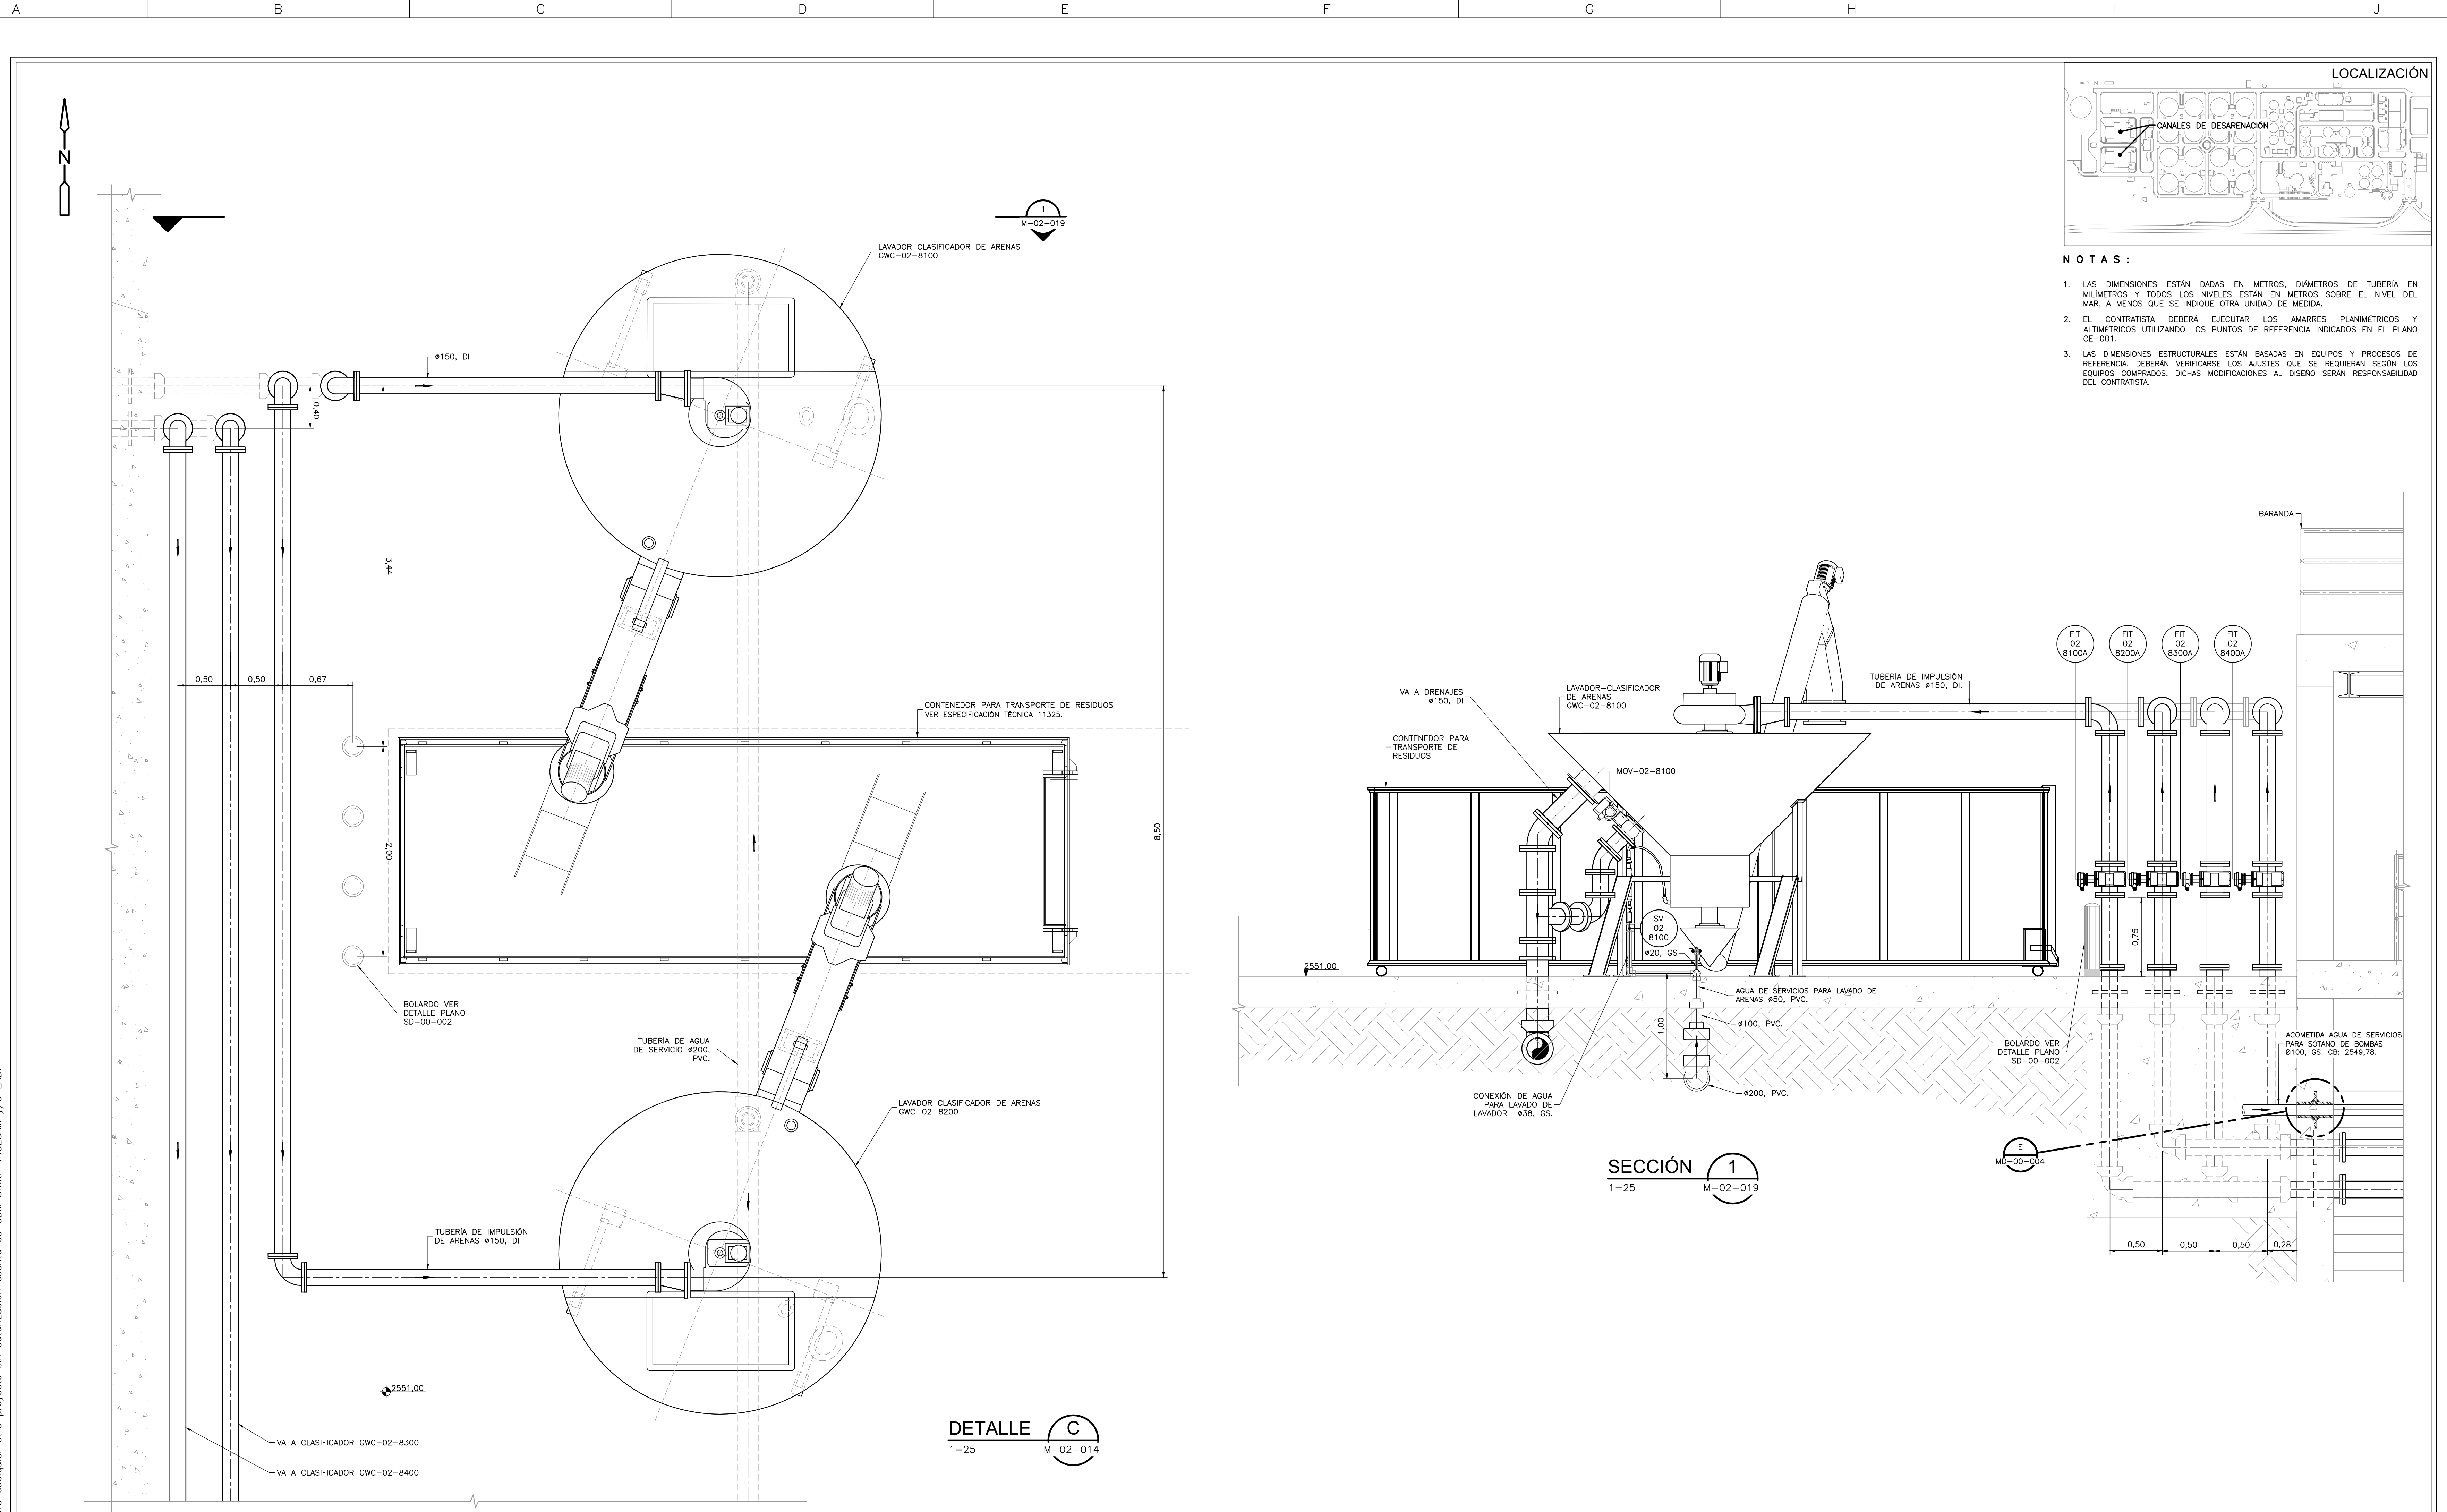 A B C D E F G H I J
LOCALIZACIÓN
N
CANALES DE DESARENACIÓN
N O T A S :
1. LAS DIMENSIONES ESTÁN DADAS EN METROS, DIÁMETROS DE TUBERÍA EN
MILÍMETROS Y TODOS LOS NIVELES ESTÁN EN METROS SOBRE EL NIVEL DEL
MAR, A MENOS QUE SE INDIQUE OTRA UNIDAD DE MEDIDA.
2. EL CONTRATISTA DEBERÁ EJECUTAR LOS AMARRES PLANIMÉTRICOS Y
ALTIMÉTRICOS UTILIZANDO LOS PUNTOS DE REFERENCIA INDICADOS EN EL PLANO
CE-001.
3. LAS DIMENSIONES ESTRUCTURALES ESTÁN BASADAS EN EQUIPOS Y PROCESOS DE
REFERENCIA. DEBERÁN VERIFICARSE LOS AJUSTES QUE SE REQUIERAN SEGÚN LOS
EQUIPOS COMPRADOS. DICHAS MODIFICACIONES AL DISEÑO SERÁN RESPONSABILIDAD
DEL CONTRATISTA.
N
1
M-02-019
LAVADOR CLASIFICADOR DE ARENAS
GWC-02-8100
ø150, DI
0,40
3,44
0,50
0,50
0,67
CONTENEDOR PARA TRANSPORTE DE RESIDUOS
VER ESPECIFICACIÓN TÉCNICA 11325.
2,00
8,50
BOLARDO VER
DETALLE PLANO
SD-00-002
TUBERÍA DE AGUA
DE SERVICIO ø200,
PVC.
LAVADOR CLASIFICADOR DE ARENAS
GWC-02-8200
TUBERÍA DE IMPULSIÓN
DE ARENAS ø150, DI
2551,00
VA A CLASIFICADOR GWC-02-8300
VA A CLASIFICADOR GWC-02-8400
DETALLE
C
1=25
M-02-014
BARANDA
FIT
02
8100A
FIT
02
8200A
FIT
02
8300A
FIT
02
8400A
TUBERÍA DE IMPULSIÓN
DE ARENAS ø150, DI.
VA A DRENAJES
ø150, DI
LAVADOR-CLASIFICADOR
DE ARENAS
GWC-02-8100
CONTENEDOR PARA
TRANSPORTE DE
RESIDUOS
MOV-02-8100
SV
02
8100
ø20, GS
0,75
2551,00
AGUA DE SERVICIOS PARA LAVADO DE
ARENAS ø50, PVC.
1,00
ø100, PVC.
ø200, PVC.
BOLARDO VER
DETALLE PLANO
SD-00-002
ACOMETIDA AGUA DE SERVICIOS
PARA SÓTANO DE BOMBAS
Ø100, GS. CB: 2549,78.
CONEXIÓN DE AGUA
PARA LAVADO DE
LAVADOR ø38, GS.
E
MD-00-004
0,50
0,50
0,50
0,28
SECCIÓN
1
1=25
M-02-019